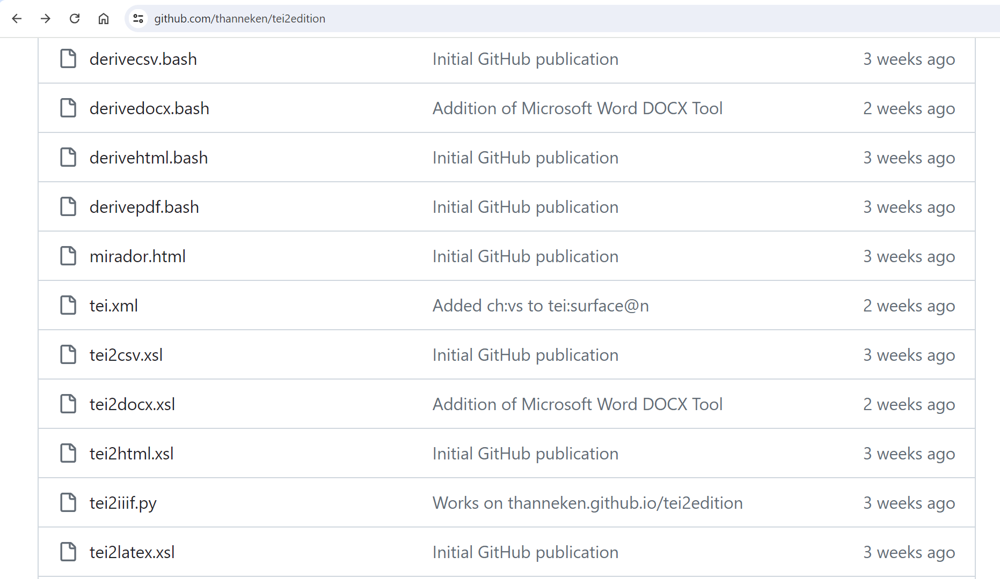 github.com/thanneken/tei2edition
derivecsv.bash Initial GitHub publication 3 weeks ago
derivedocx.bash Addition of Microsoft Word DOCX Tool 2 weeks ago
derivehtml.bash Initial GitHub publication 3 weeks ago
derivepdf.bash Initial GitHub publication 3 weeks ago
mirador.html Initial GitHub publication 3 weeks ago
tei.xml Added ch:vs to tei:surface@n 2 weeks ago
tei2csv.xsl Initial GitHub publication 3 weeks ago
tei2docx.xsl Addition of Microsoft Word DOCX Tool 2 weeks ago
tei2html.xsl Initial GitHub publication 3 weeks ago
tei2iiif.py Works on thanneken.github.io/tei2edition 3 weeks ago
tei2latex.xsl Initial GitHub publication 3 weeks ago